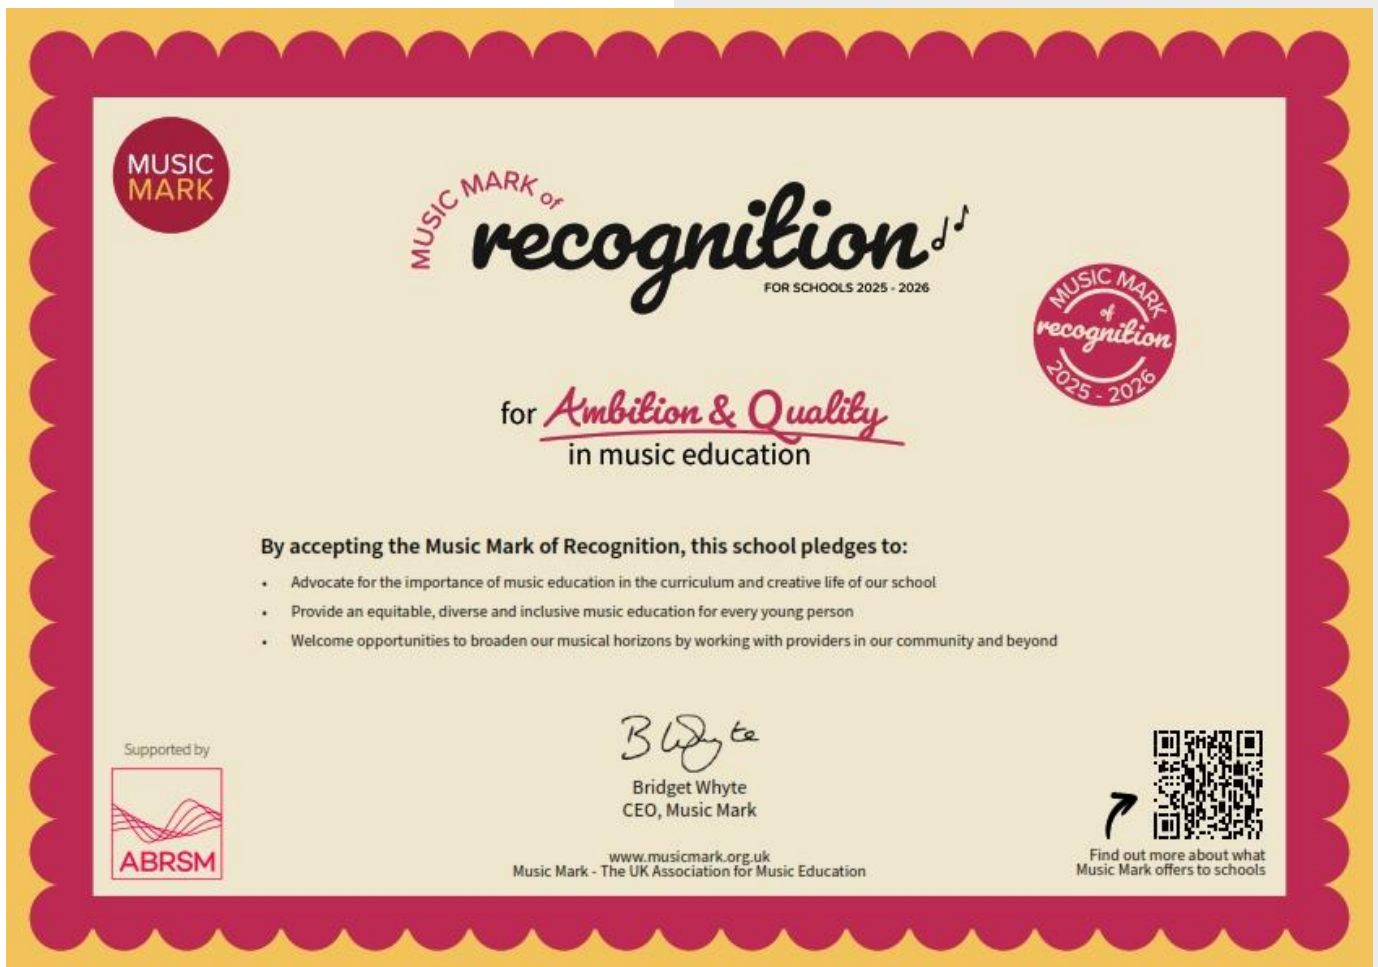 MUSIC
MARK
MUSIC MARK of
recognition
FOR SCHOOLS 2025 - 2026
MUSIC MARK
of
recognition
2025 - 2026
for Ambition & Quality
in music education
By accepting the Music Mark of Recognition, this school pledges to:
• Advocate for the importance of music education in the curriculum and creative life of our school
• Provide an equitable, diverse and inclusive music education for every young person
• Welcome opportunities to broaden our musical horizons by working with providers in our community and beyond
Supported by
ABRSM
B Whyte
Bridget Whyte
CEO, Music Mark
www.musicmark.org.uk
Music Mark - The UK Association for Music Education
Find out more about what
Music Mark offers to schools